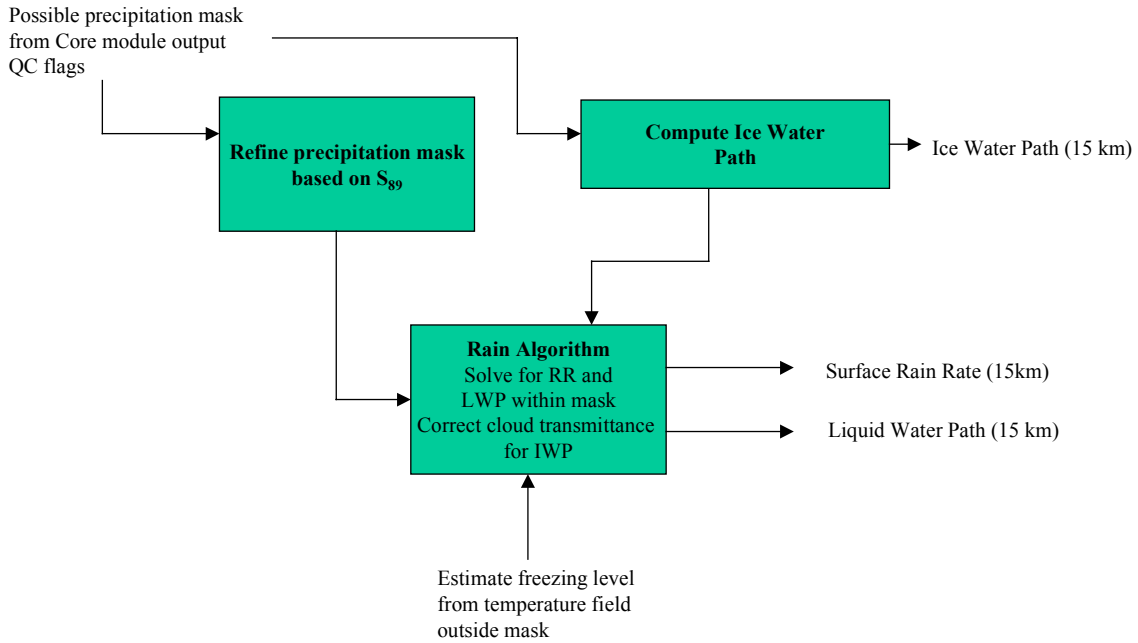 Possible precipitation mask
from Core module output
QC flags
Refine precipitation mask
based on S89
Compute Ice Water
Path
Ice Water Path (15 km)
Rain Algorithm
Solve for RR and
LWP within mask
Correct cloud transmittance
for IWP
Surface Rain Rate (15km)
Liquid Water Path (15 km)
Estimate freezing level
from temperature field
outside mask